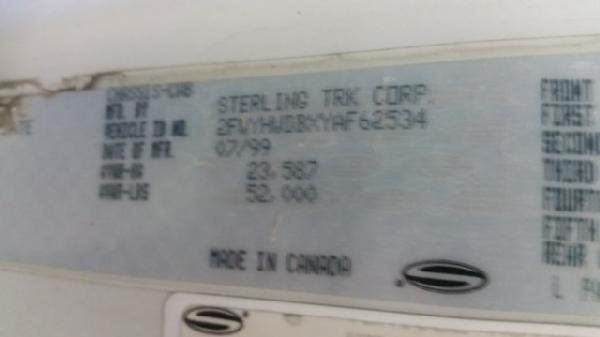 CHASSIS-CAB
MFG. BY STERLING TRK CORP.
VEHICLE ID NO. 2FWYHWDBXYAF62534
DATE OF MFR. 07/99
GVWR-KG 23.587
GVWR-LBS 52.000
MADE IN CANADA
FRONT
FIRST
SECOND
THIRD
FOURTH
FIFTH
REAR